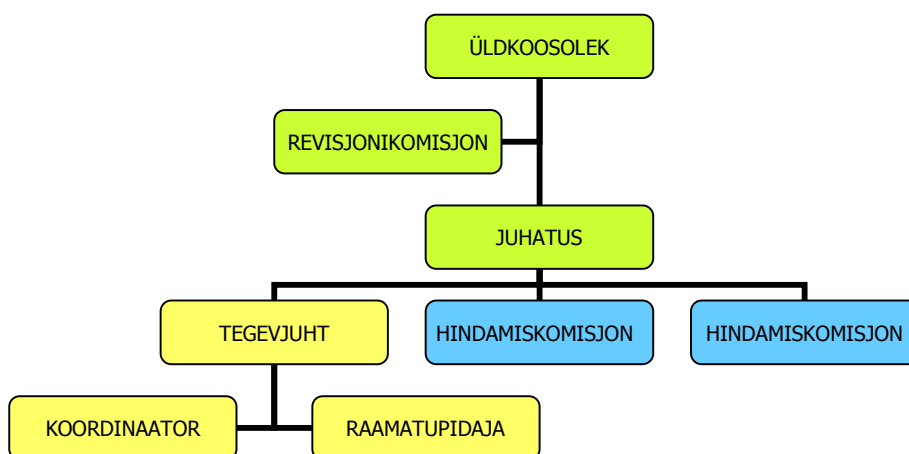 ÜLDKOOSOLEK
REVISJONIKOMISJON
JUHATUS
TEGEVJUHT
HINDAMISKOMISJON
HINDAMISKOMISJON
KOORDINAATOR
RAAMATUPIDAJA